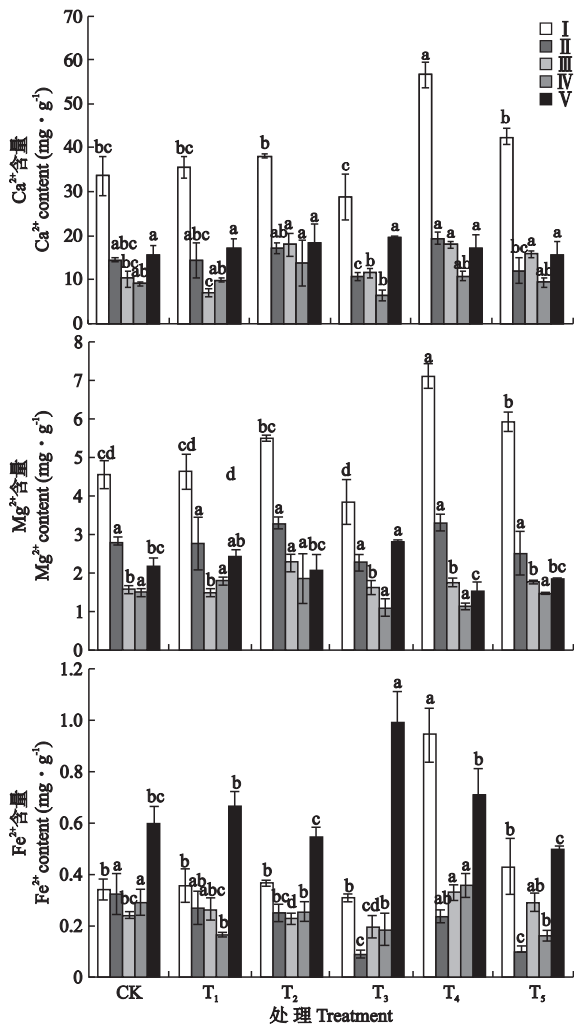 70
60
50
40
30
20
10
0
Ca²⁺含量
Ca²⁺ content (mg·g⁻¹)
Ⅰ
Ⅱ
Ⅲ
Ⅳ
Ⅴ
bc abc bc ab a
bc abc c ab a
b ab a a a
c c b b a
a a a ab a
b bc a ab a
8
7
6
5
4
3
2
1
0
Mg²⁺含量
Mg²⁺ content (mg·g⁻¹)
cd a b a bc
cd a b a ab
d
bc a a a bc
d a b a a
a a b a c
b a b a bc
1.2
1.0
0.8
0.6
0.4
0.2
0
Fe²⁺含量
Fe²⁺ content (mg·g⁻¹)
b a bc a bc
b ab abc b b
b bc d b c
b c cd b a
a ab a a b
b c ab b c
CK T₁ T₂ T₃ T₄ T₅
处 理 Treatment